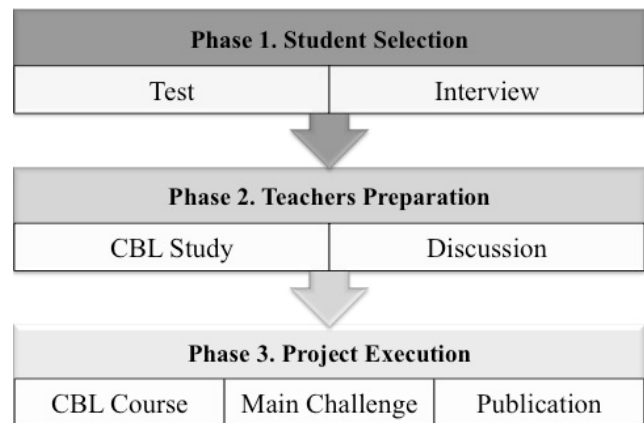 Phase 1. Student Selection
Test Interview
Phase 2. Teachers Preparation
CBL Study Discussion
Phase 3. Project Execution
CBL Course Main Challenge Publication